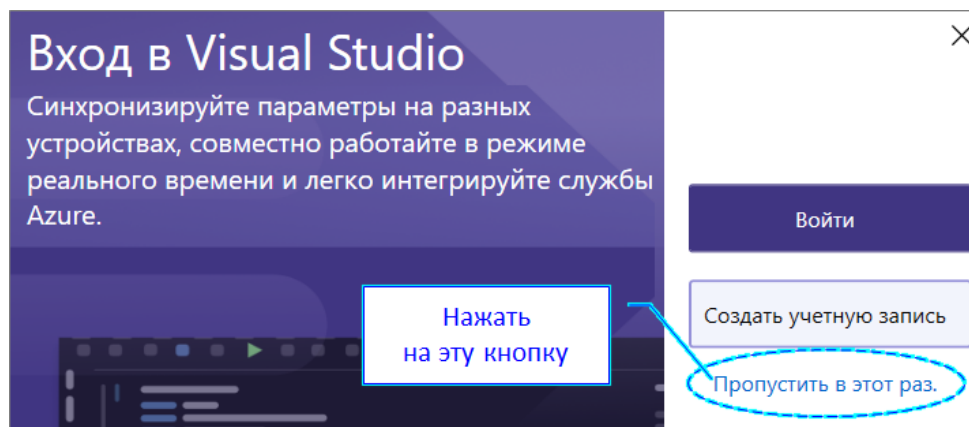 Вход в Visual Studio
Синхронизируйте параметры на разных
устройствах, совместно работайте в режиме
реального времени и легко интегрируйте службы
Azure.
Войти
Создать учетную запись
Нажать
на эту кнопку
Пропустить в этот раз.